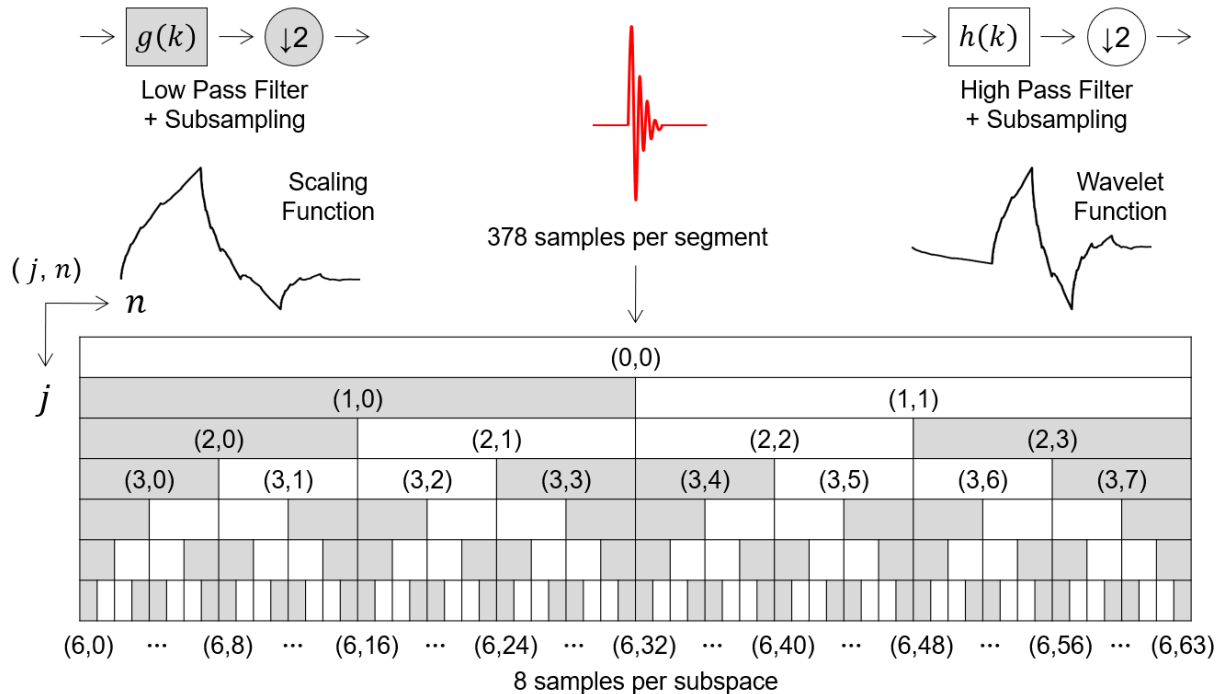 g(k) ↓2
Low Pass Filter
+ Subsampling
h(k) ↓2
High Pass Filter
+ Subsampling
Scaling
Function
Wavelet
Function
378 samples per segment
(j, n)
n
j
(0,0)
(1,0) (1,1)
(2,0) (2,1) (2,2) (2,3)
(3,0) (3,1) (3,2) (3,3) (3,4) (3,5) (3,6) (3,7)
(6,0) ··· (6,8) ··· (6,16) ··· (6,24) ··· (6,32) ··· (6,40) ··· (6,48) ··· (6,56) ··· (6,63)
8 samples per subspace